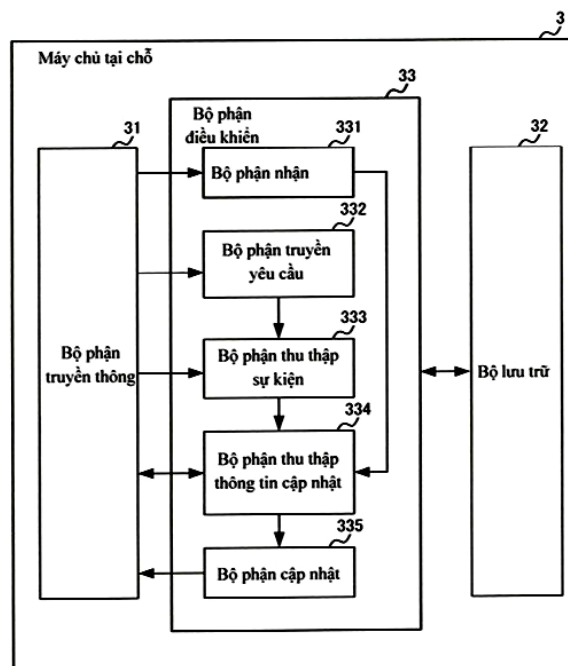 3
Máy chủ tại chỗ
33
Bộ phận
điều khiển
31
331
32
Bộ phận nhận
332
Bộ phận truyền
yêu cầu
333
Bộ phận thu thập
sự kiện
Bộ phận
truyền thông
Bộ lưu trữ
334
Bộ phận thu thập
thông tin cập nhật
335
Bộ phận cập nhật